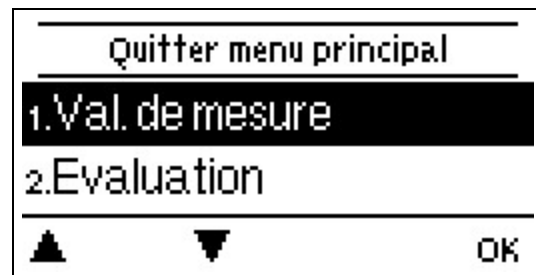 Quitter menu principal
1.Val. de mesure
2.Evaluation
▲ ▼ OK